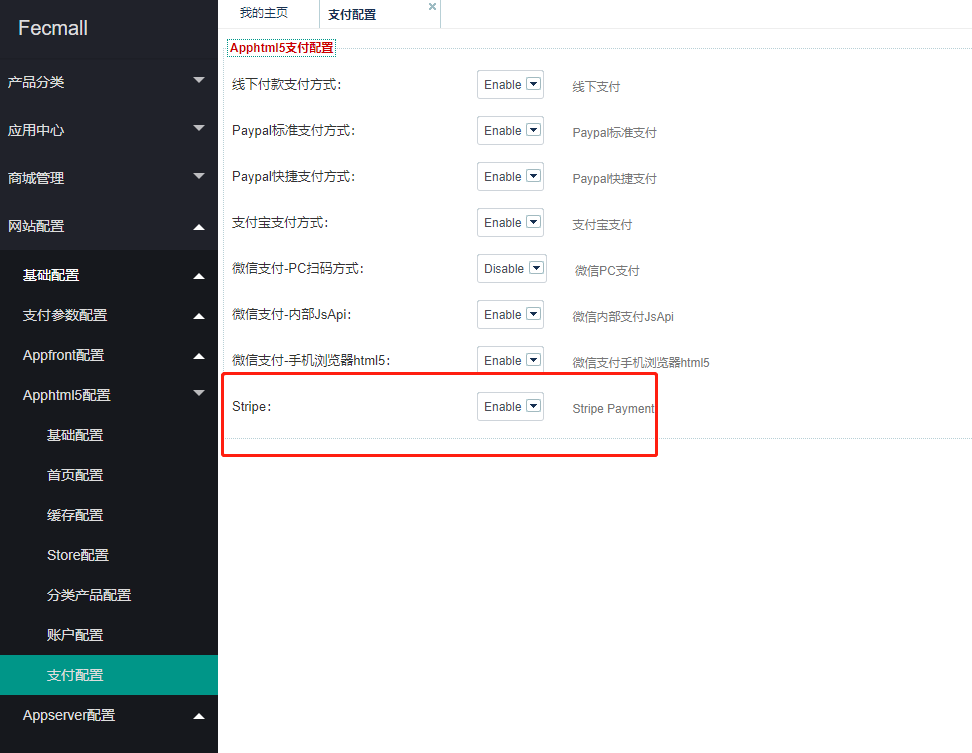 Fecmall
产品分类
应用中心
商城管理
网站配置
基础配置
支付参数配置
Appfront配置
Apphtml5配置
基础配置
首页配置
缓存配置
Store配置
分类产品配置
账户配置
支付配置
Appserver配置
我的主页
支付配置
Apphtml5支付配置
线下付款支付方式: Enable 线下支付
Paypal标准支付方式: Enable Paypal标准支付
Paypal快捷支付方式: Enable Paypal快捷支付
支付宝支付方式: Enable 支付宝支付
微信支付-PC扫码方式: Disable 微信PC支付
微信支付-内部JsApi: Enable 微信内部支付JsApi
微信支付-手机浏览器html5: Enable 微信支付手机浏览器html5
Stripe: Enable Stripe Payment